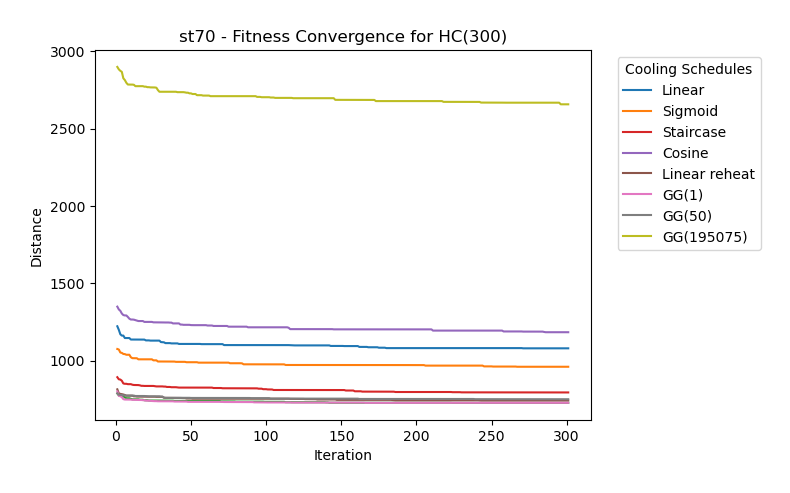 st70 - Fitness Convergence for HC(300)
Cooling Schedules
Linear
Sigmoid
Staircase
Cosine
Linear reheat
GG(1)
GG(50)
GG(195075)
Distance
3000
2500
2000
1500
1000
0 50 100 150 200 250 300
Iteration